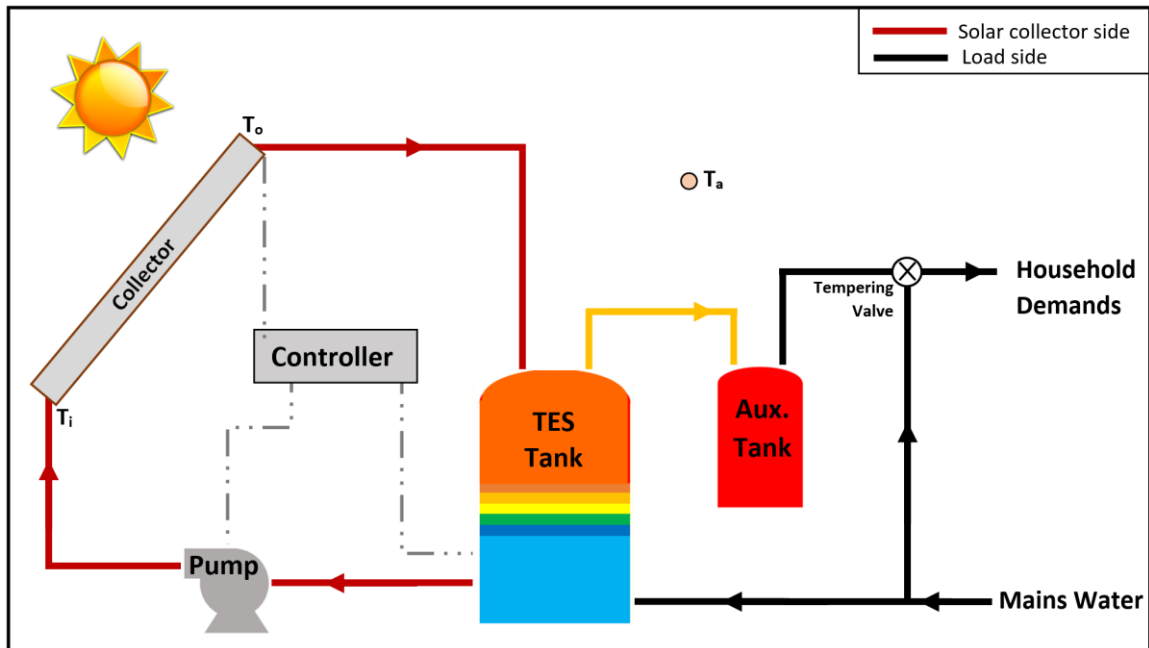 Solar collector side
Load side
Tₒ
Collector
Tᵢ
Controller
Pump
TES
Tank
Aux.
Tank
Tₐ
Tempering
Valve
Household
Demands
Mains Water